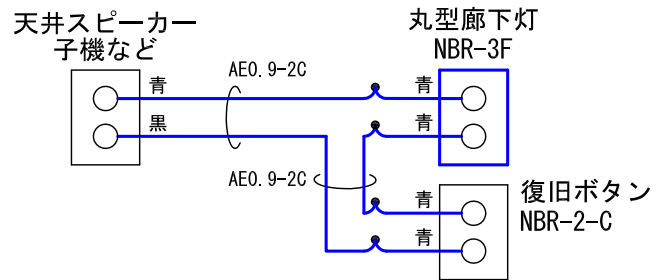 天井スピーカー
子機など
丸型廊下灯
NBR-3F
AE0.9-2C
青
青
黒
青
AE0.9-2C
復旧ボタン
NBR-2-C
青
青